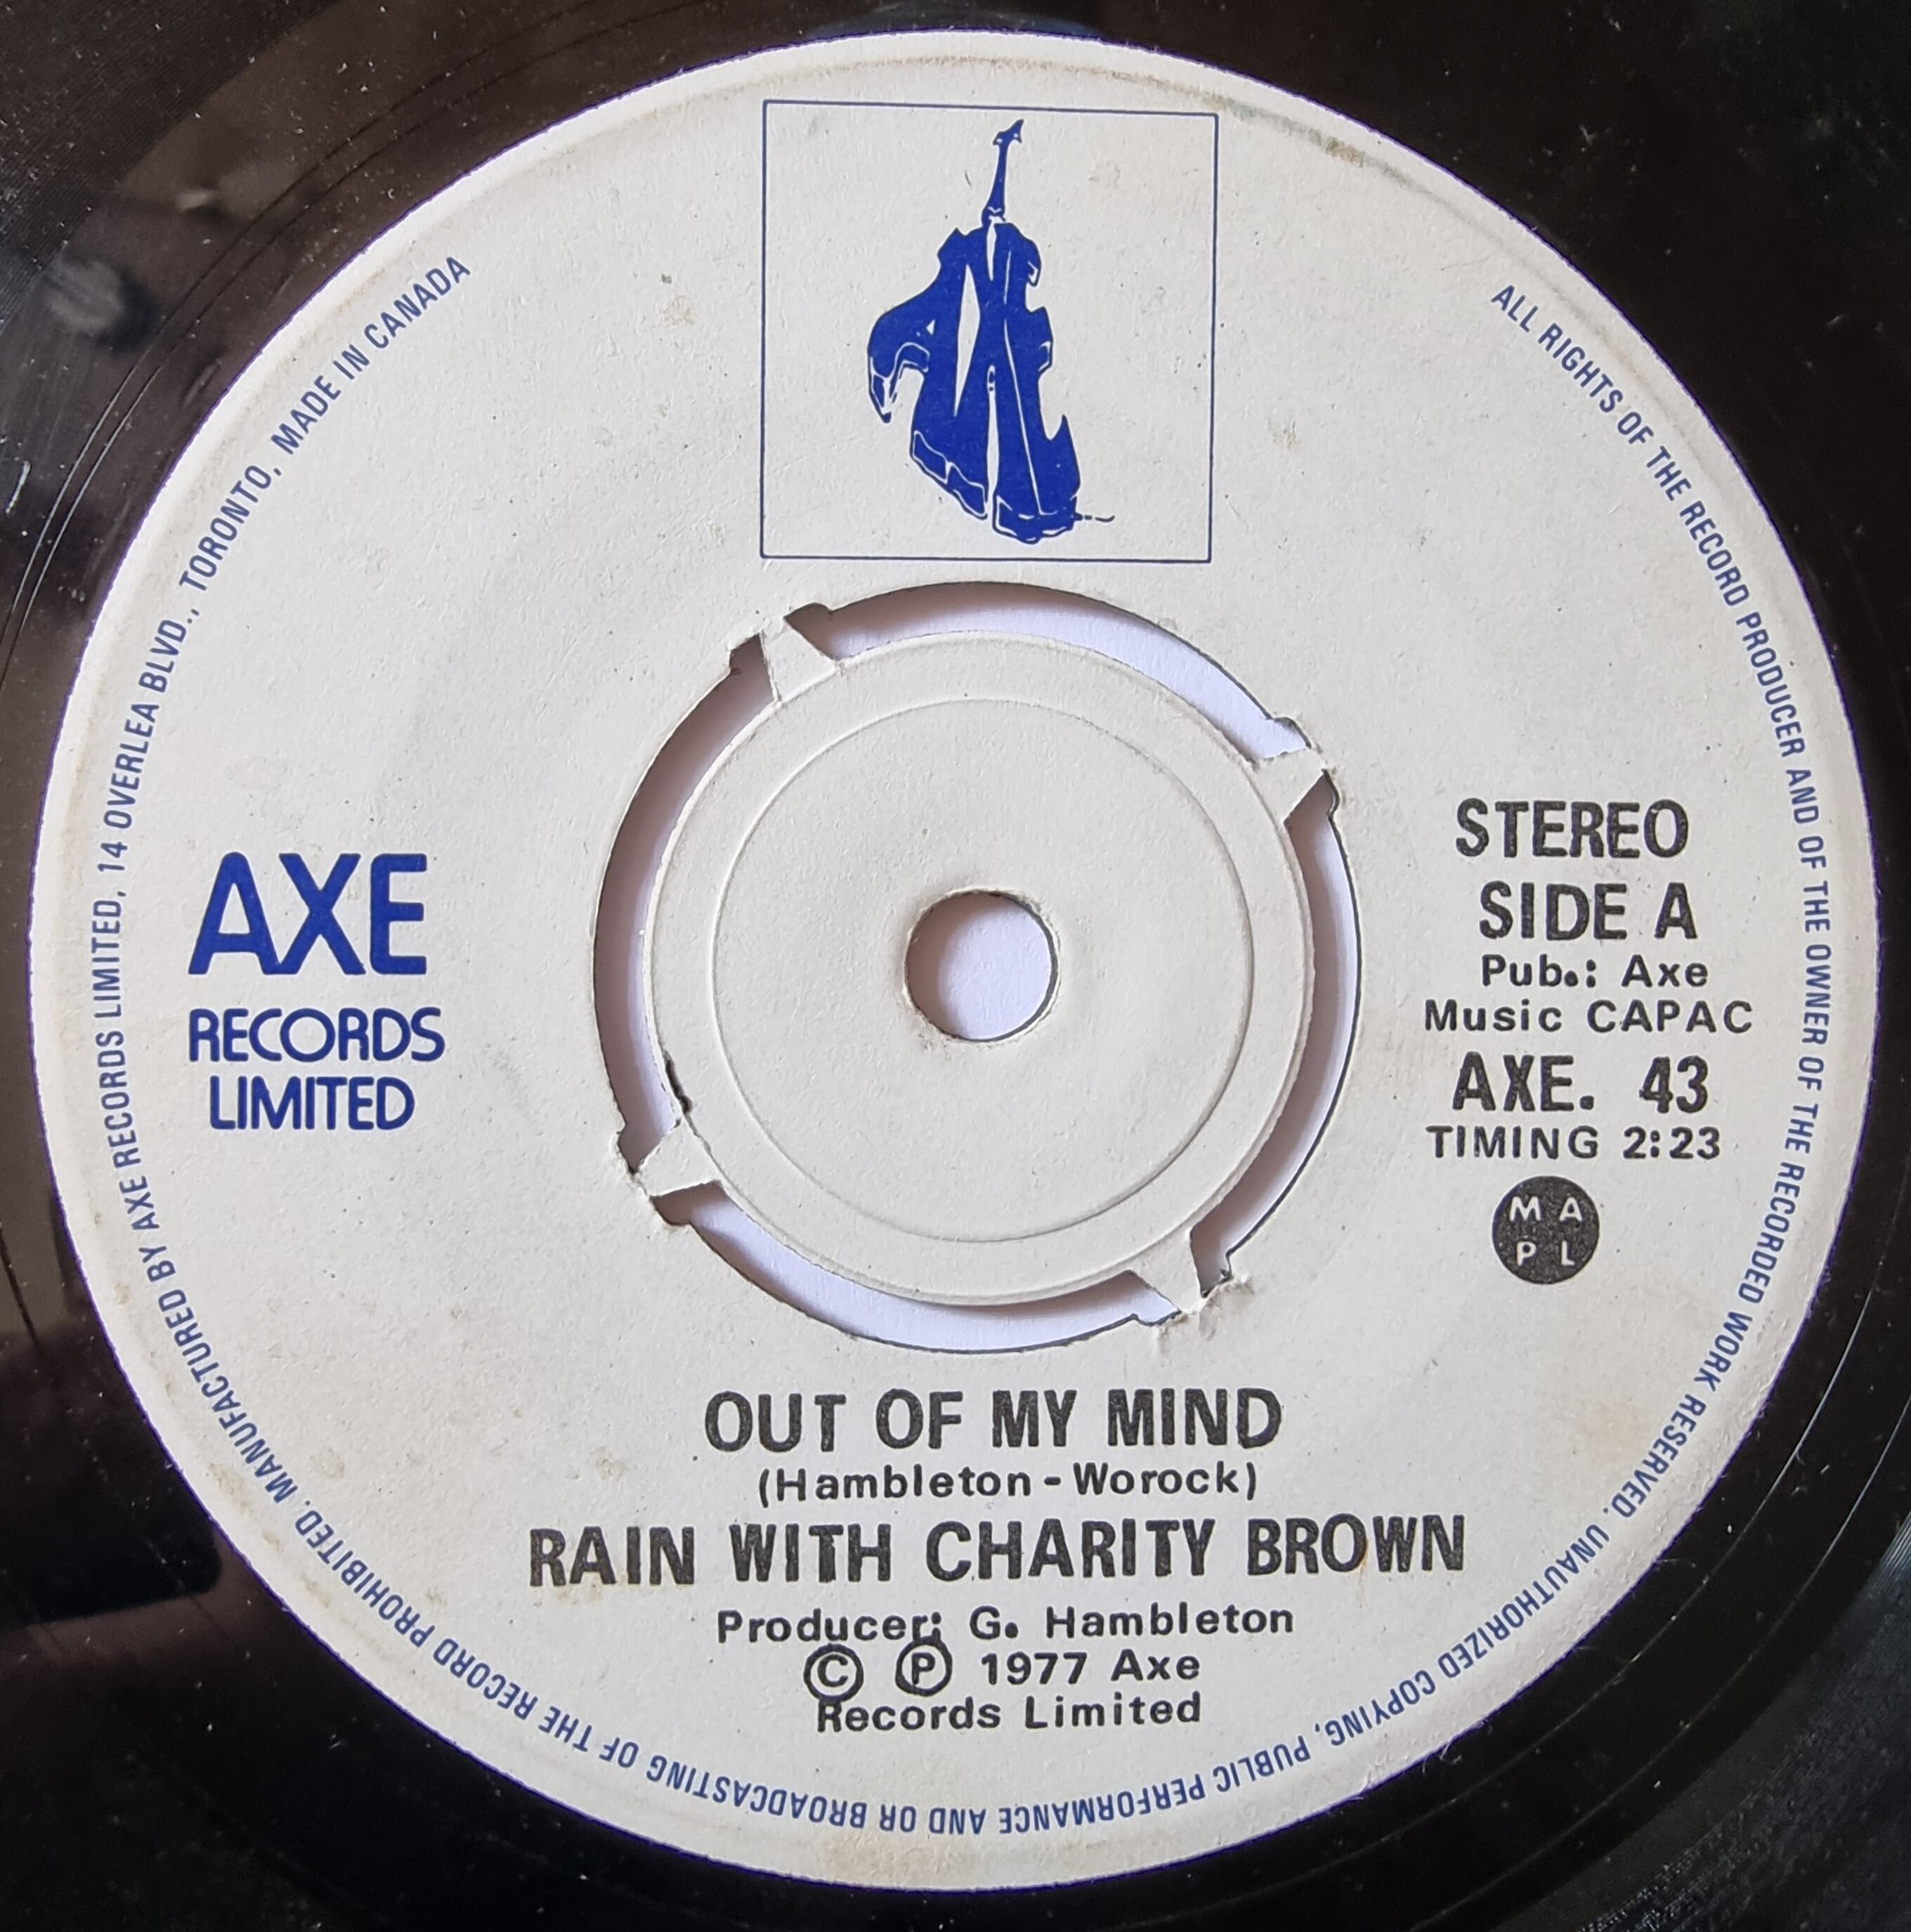 AXE
RECORDS
LIMITED
STEREO
SIDE A
Pub.: Axe
Music CAPAC
AXE. 43
TIMING 2:23
M A
P L
OUT OF MY MIND
(Hambleton - Worock)
RAIN WITH CHARITY BROWN
Producer: G. Hambleton
© ℗ 1977 Axe
Records Limited
ALL RIGHTS OF THE RECORD PRODUCER AND OF THE OWNER OF THE RECORDED WORK RESERVED. UNAUTHORIZED COPYING, PUBLIC PERFORMANCE AND OR BROADCASTING OF THE RECORD PROHIBITED. MANUFACTURED BY AXE RECORDS LIMITED, 14 OVERLEA BLVD., TORONTO, MADE IN CANADA